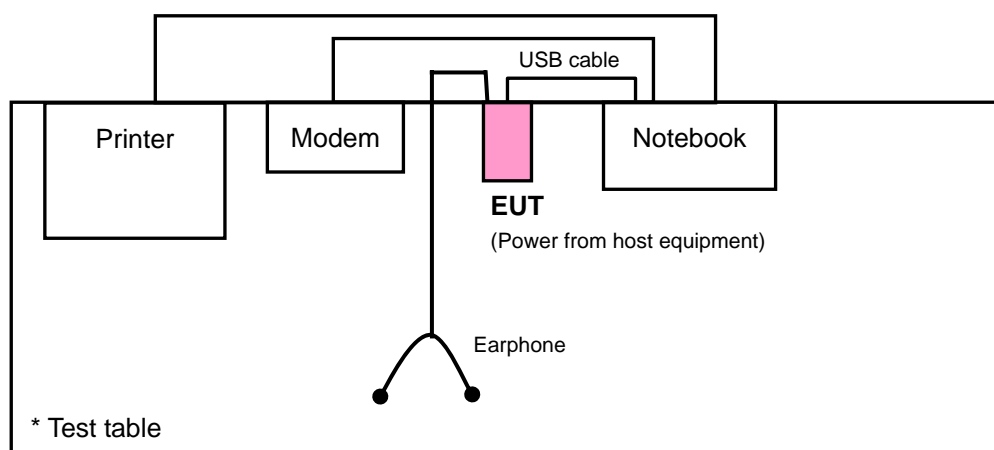 USB cable
Printer
Modem
Notebook
EUT
(Power from host equipment)
Earphone
* Test table